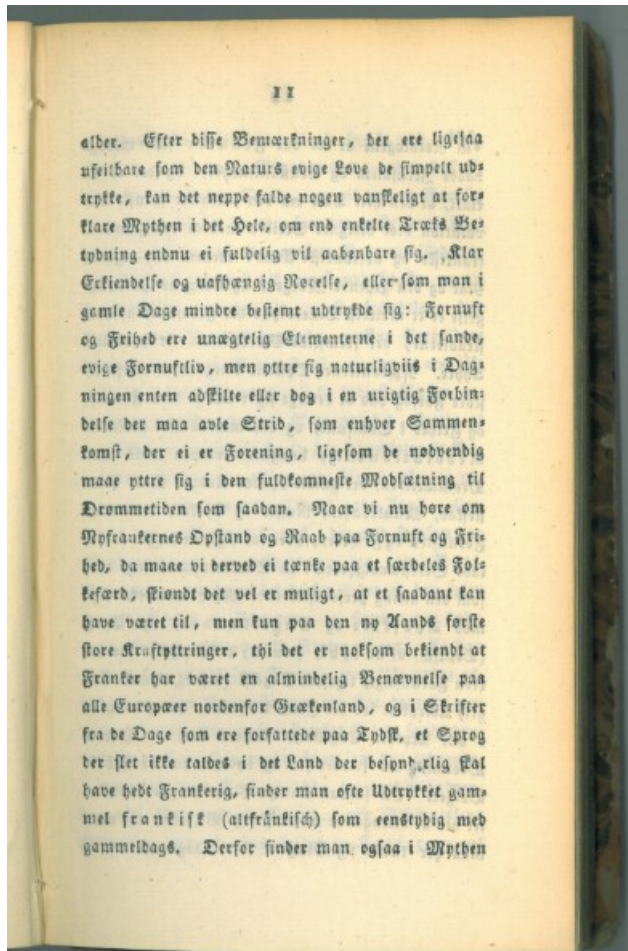 11
alder. Efter disse Bemærkninger, der ere ligesaa
ufeilbare som den Naturs evige Love de simpelt ud-
trykke, kan det neppe falde nogen vanskeligt at for-
klare Mythen i det Hele, om end enkelte Træks Be-
tydning endnu ei fuldelig vil aabenbare sig. Klar
Erkiendelse og uafhængig Rørelse, eller som man i
gamle Dage mindre bestemt udtrykde sig: Fornuft
og Frihed ere unægtelig Elementerne i det sande,
evige Fornuftliv, men yttre sig naturligviis i Dag-
ningen enten adskilte eller dog i en urigtig Forbin-
delse der maa avle Strid, som enhver Sammen-
komst, der ei er Forening, ligesom de nødvendig
maae yttre sig i den fuldkomneste Modsætning til
Drømmetiden som saadan. Naar vi nu høre om
Nyfrankernes Opstand og Raab paa Fornuft og Fri-
hed, da maae vi derved ei tænke paa et særdeles Fol-
kefærd, skiøndt det vel er muligt, at et saadant kan
have været til, men kun paa den ny Aands første
store Kraftyttringer, thi det er noksom bekiendt at
Franker har været en almindelig Benævnelse paa
alle Europæer nordenfor Grækenland, og i Skrifter
fra de Dage som ere forfattede paa Tydsk, et Sprog
der slet ikke taldes i det Land der besynderlig skal
have hedt Frankerig, finder man ofte Udtrykket gam-
mel frankisk (altfränkisch) som eenstydig med
gammeldags. Derfor finder man ogsaa i Mythen